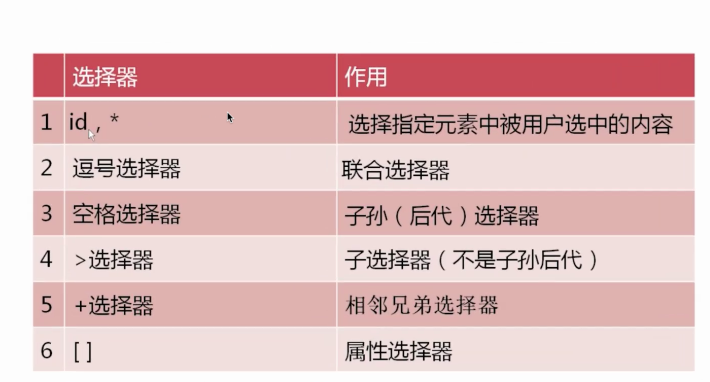 选择器 作用
1 id , * 选择指定元素中被用户选中的内容
2 逗号选择器 联合选择器
3 空格选择器 子孙（后代）选择器
4 >选择器 子选择器（不是子孙后代）
5 +选择器 相邻兄弟选择器
6 [ ] 属性选择器